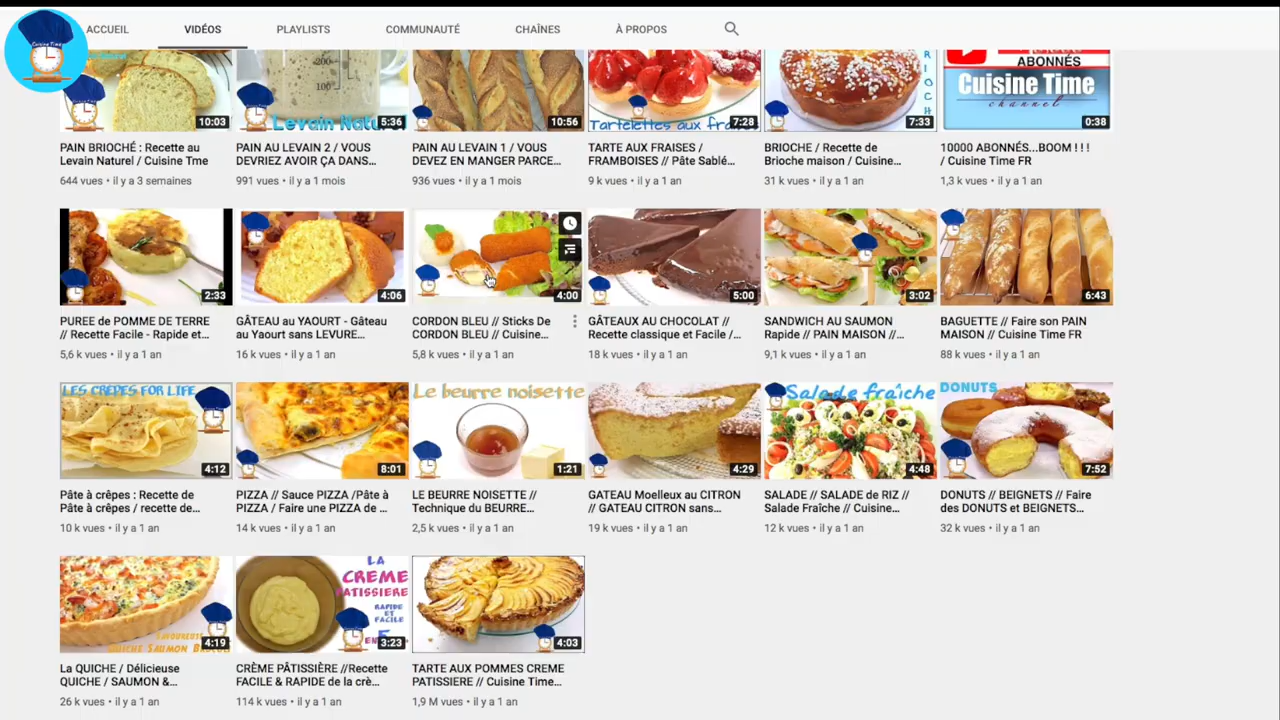 ACCUEIL VIDÉOS PLAYLISTS COMMUNAUTÉ CHAÎNES À PROPOS
Cuisine Time
200
100
Levain Natu
Tartelettes aux fra
RIOCH
ABONNÉS
Cuisine Time
channel
10:03 5:36 10:56 7:28 7:33 0:38
PAIN BRIOCHÉ : Recette au
Levain Naturel / Cuisine Tme
644 vues • il y a 3 semaines
PAIN AU LEVAIN 2 / VOUS
DEVRIEZ AVOIR ÇA DANS...
991 vues • il y a 1 mois
PAIN AU LEVAIN 1 / VOUS
DEVEZ EN MANGER PARCE...
936 vues • il y a 1 mois
TARTE AUX FRAISES /
FRAMBOISES // Pâte Sablé...
9 k vues • il y a 1 an
BRIOCHE / Recette de
Brioche maison / Cuisine...
31 k vues • il y a 1 an
10000 ABONNÉS...BOOM ! ! !
/ Cuisine Time FR
1,3 k vues • il y a 1 an
2:33 4:06 4:00 5:00 3:02 6:43
PUREE de POMME DE TERRE
// Recette Facile - Rapide et...
5,6 k vues • il y a 1 an
GÂTEAU au YAOURT - Gâteau
au Yaourt sans LEVURE...
16 k vues • il y a 1 an
CORDON BLEU // Sticks De
CORDON BLEU // Cuisine...
5,8 k vues • il y a 1 an
GÂTEAUX AU CHOCOLAT //
Recette classique et Facile /...
18 k vues • il y a 1 an
SANDWICH AU SAUMON
Rapide // PAIN MAISON //...
9,1 k vues • il y a 1 an
BAGUETTE // Faire son PAIN
MAISON // Cuisine Time FR
88 k vues • il y a 1 an
LES CRÊPES FOR LIFE
Le beurre noisette
Salade fraîche
DONUTS
4:12 8:01 1:21 4:29 4:48 7:52
Pâte à crêpes : Recette de
Pâte à crêpes / recette de...
10 k vues • il y a 1 an
PIZZA // Sauce PIZZA /Pâte à
PIZZA / Faire une PIZZA de ...
14 k vues • il y a 1 an
LE BEURRE NOISETTE //
Technique du BEURRE...
2,5 k vues • il y a 1 an
GATEAU Moelleux au CITRON
// GATEAU CITRON sans...
19 k vues • il y a 1 an
SALADE // SALADE de RIZ //
Salade Fraîche // Cuisine...
12 k vues • il y a 1 an
DONUTS // BEIGNETS // Faire
des DONUTS et BEIGNETS...
32 k vues • il y a 1 an
SAVOUREUSE
QUICHE SAUMON
LA
CREME
PATISSIERE
RAPIDE
ET
FACILE
4:19 3:23 4:03
La QUICHE / Délicieuse
QUICHE / SAUMON &...
26 k vues • il y a 1 an
CRÈME PÂTISSIÈRE //Recette
FACILE & RAPIDE de la crè...
114 k vues • il y a 1 an
TARTE AUX POMMES CREME
PATISSIERE // Cuisine Time...
1,9 M vues • il y a 1 an